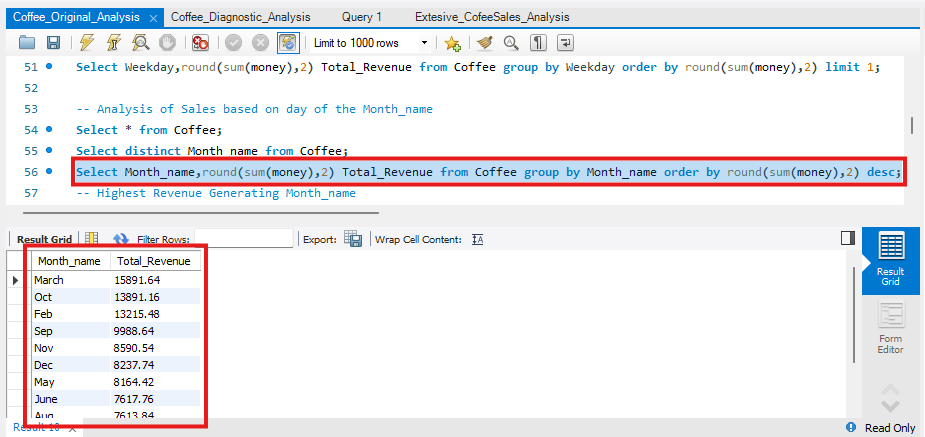 Coffee_Original_Analysis × Coffee_Diagnostic_Analysis Query 1 Extesive_CofeeSales_Analysis
Limit to 1000 rows
51 Select Weekday,round(sum(money),2) Total_Revenue from Coffee group by Weekday order by round(sum(money),2) limit 1;
52
53 -- Analysis of Sales based on day of the Month_name
54 Select * from Coffee;
55 Select distinct Month_name from Coffee;
56 Select Month_name,round(sum(money),2) Total_Revenue from Coffee group by Month_name order by round(sum(money),2) desc;
57 -- Highest Revenue Generating Month_name
Result Grid Filter Rows: Export: Wrap Cell Content: IA
Month_name Total_Revenue
March 15891.64
Oct 13891.16
Feb 13215.48
Sep 9988.64
Nov 8590.54
Dec 8237.74
May 8164.42
June 7617.76
Aug 7613.84
Result Grid
Form Editor
Result 10 × Read Only